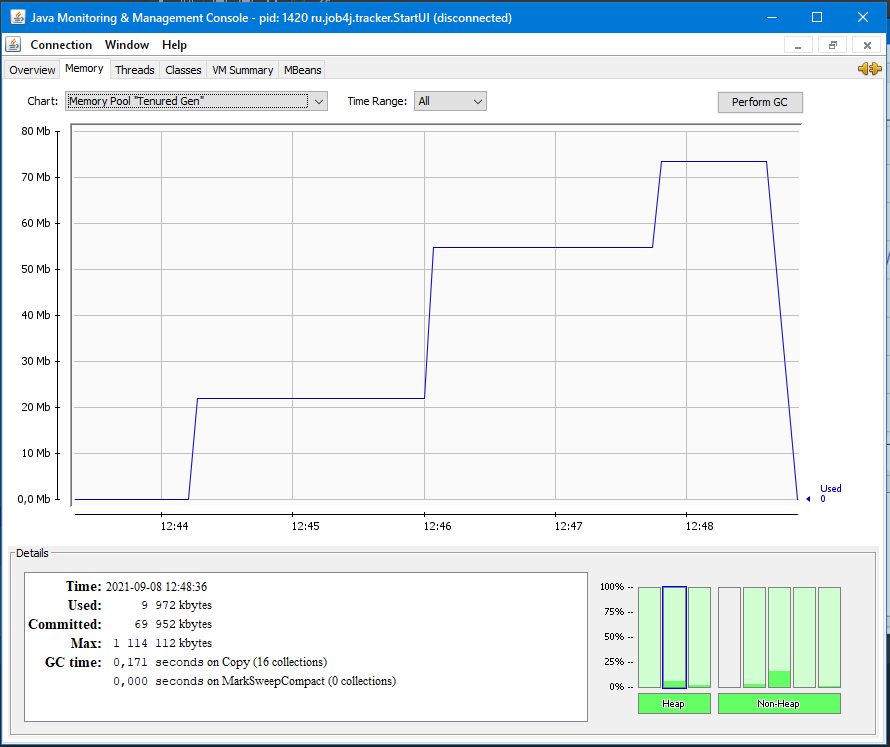 Java Monitoring & Management Console - pid: 1420 ru.job4j.tracker.StartUI (disconnected)
Connection Window Help
Overview Memory Threads Classes VM Summary MBeans
Chart: Memory Pool "Tenured Gen" Time Range: All Perform GC
80 Mb
70 Mb
60 Mb
50 Mb
40 Mb
30 Mb
20 Mb
10 Mb
0,0 Mb
Used
0
12:44 12:45 12:46 12:47 12:48
Details
Time: 2021-09-08 12:48:36
Used: 9 972 kbytes
Committed: 69 952 kbytes
Max: 1 114 112 kbytes
GC time: 0,171 seconds on Copy (16 collections)
0,000 seconds on MarkSweepCompact (0 collections)
100% --
75% --
50% --
25% --
0% --
Heap Non-Heap